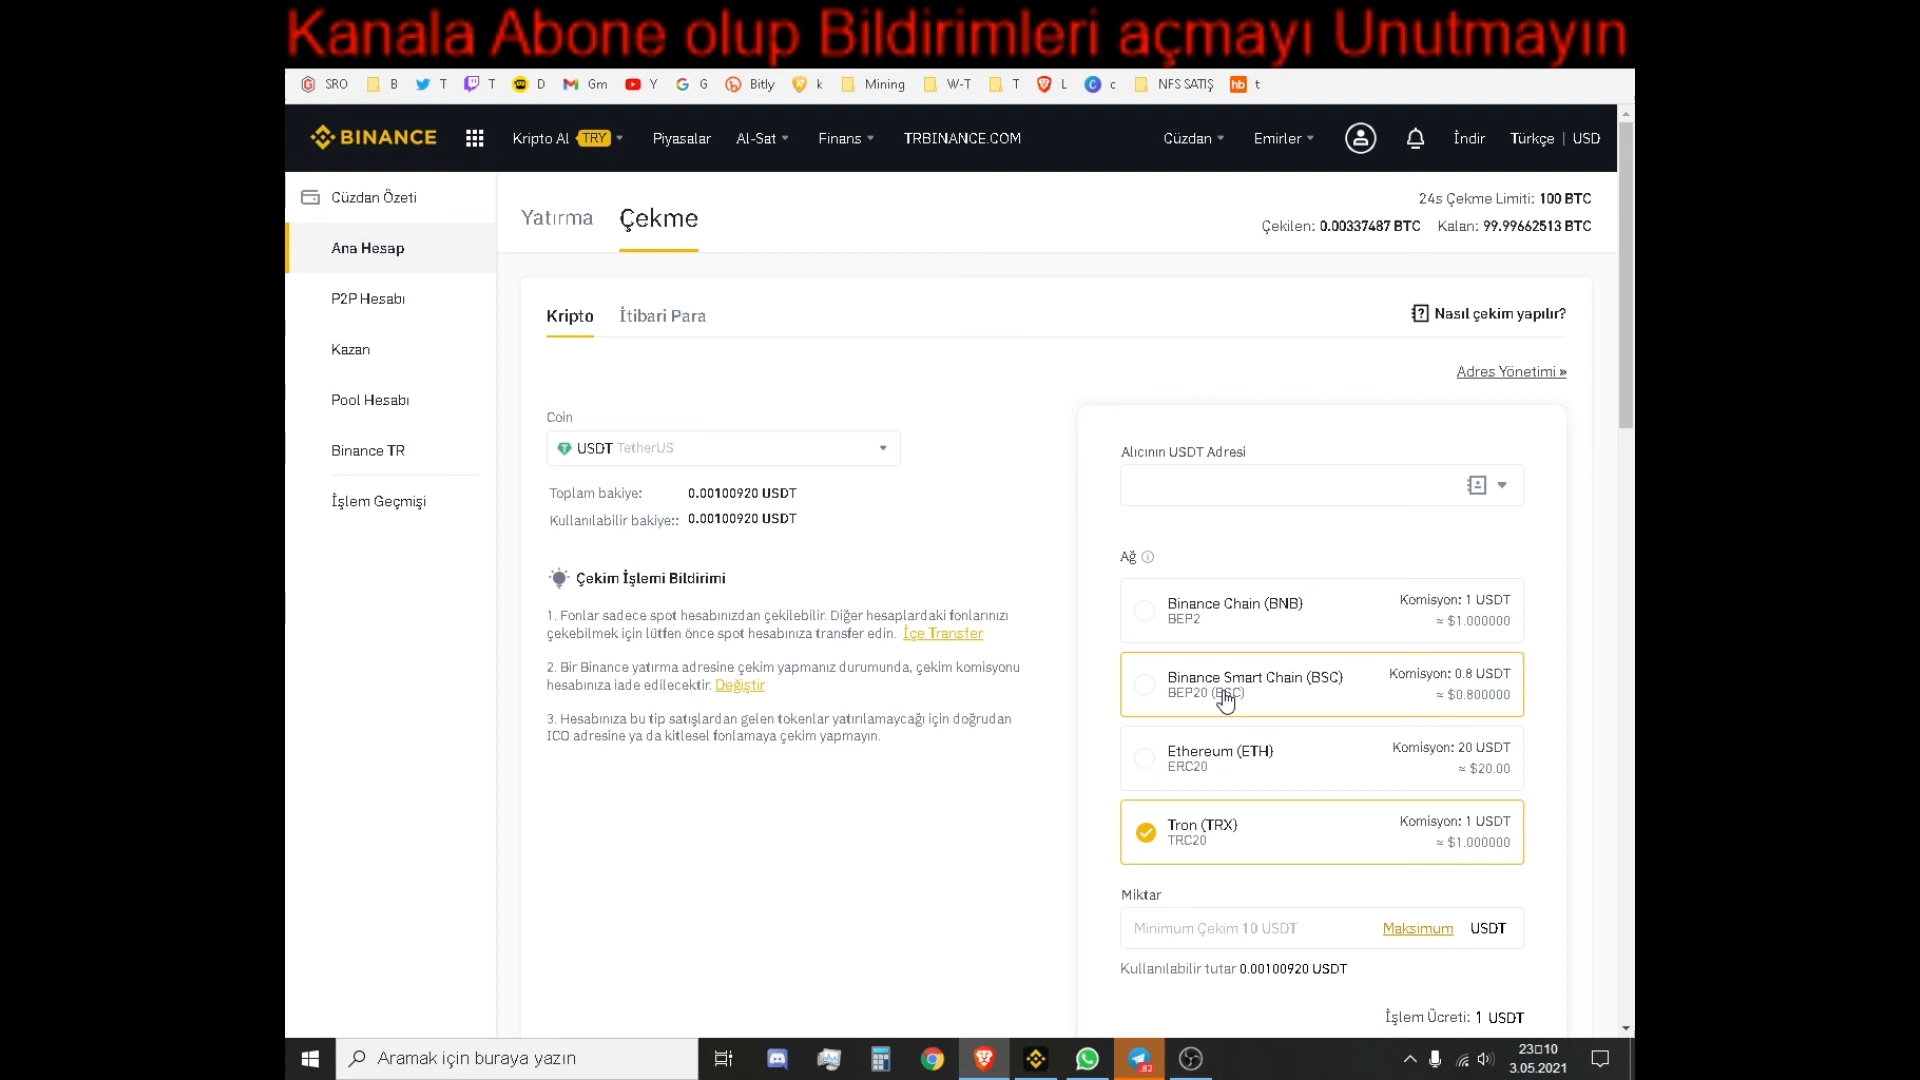 Kanala Abone olup Bildirimleri açmayı Unutmayın
SRO B T T D Gm Y G Bitly k Mining W-T T L c NFS SATIŞ hb t
BINANCE Kripto Al TRY Piyasalar Al-Sat Finans TRBINANCE.COM Cüzdan Emirler İndir Türkçe | USD
Cüzdan Özeti
Ana Hesap
P2P Hesabı
Kazan
Pool Hesabı
Binance TR
İşlem Geçmişi
Yatırma Çekme
24s Çekme Limiti: 100 BTC
Çekilen: 0.00337487 BTC Kalan: 99.99662513 BTC
Kripto İtibari Para
Nasıl çekim yapılır?
Adres Yönetimi »
Coin
USDT TetherUS
Toplam bakiye: 0.00100920 USDT
Kullanılabilir bakiye:: 0.00100920 USDT
Çekim İşlemi Bildirimi
1. Fonlar sadece spot hesabınızdan çekilebilir. Diğer hesaplardaki fonlarınızı
çekebilmek için lütfen önce spot hesabınıza transfer edin. İçe Transfer
2. Bir Binance yatırma adresine çekim yapmanız durumunda, çekim komisyonu
hesabınıza iade edilecektir. Değiştir
3. Hesabınıza bu tip satışlardan gelen tokenlar yatırılamaycağı için doğrudan
ICO adresine ya da kitlesel fonlamaya çekim yapmayın.
Alıcının USDT Adresi
Ağ
Binance Chain (BNB) Komisyon: 1 USDT
BEP2 ≈ $1.000000
Binance Smart Chain (BSC) Komisyon: 0.8 USDT
BEP20 (BSC) ≈ $0.800000
Ethereum (ETH) Komisyon: 20 USDT
ERC20 ≈ $20.00
Tron (TRX) Komisyon: 1 USDT
TRC20 ≈ $1.000000
Miktar
Minimum Çekim 10 USDT Maksimum USDT
Kullanılabilir tutar 0.00100920 USDT
İşlem Ücreti: 1 USDT
Aramak için buraya yazın
82
23:10
3.05.2021